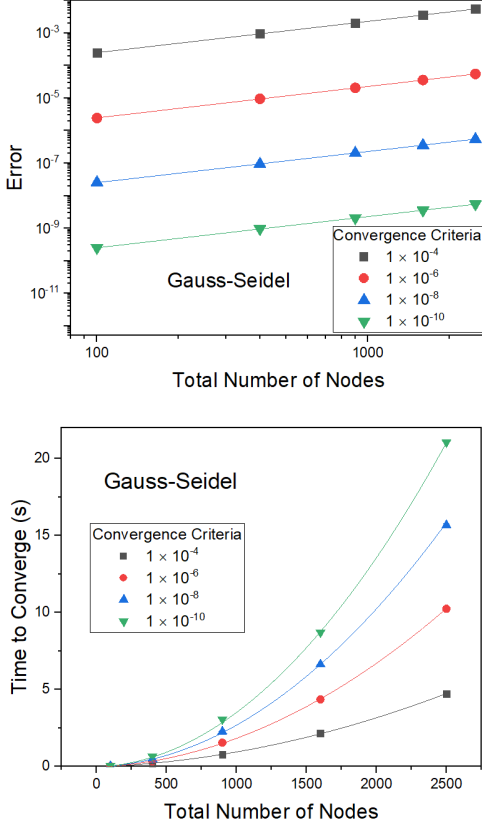 10^-3
10^-5
10^-7
10^-9
10^-11
Error
Gauss-Seidel
Convergence Criteria
1 × 10^-4
1 × 10^-6
1 × 10^-8
1 × 10^-10
100
1000
Total Number of Nodes
20
15
10
5
0
Time to Converge (s)
Gauss-Seidel
Convergence Criteria
1 × 10^-4
1 × 10^-6
1 × 10^-8
1 × 10^-10
0
500
1000
1500
2000
2500
Total Number of Nodes